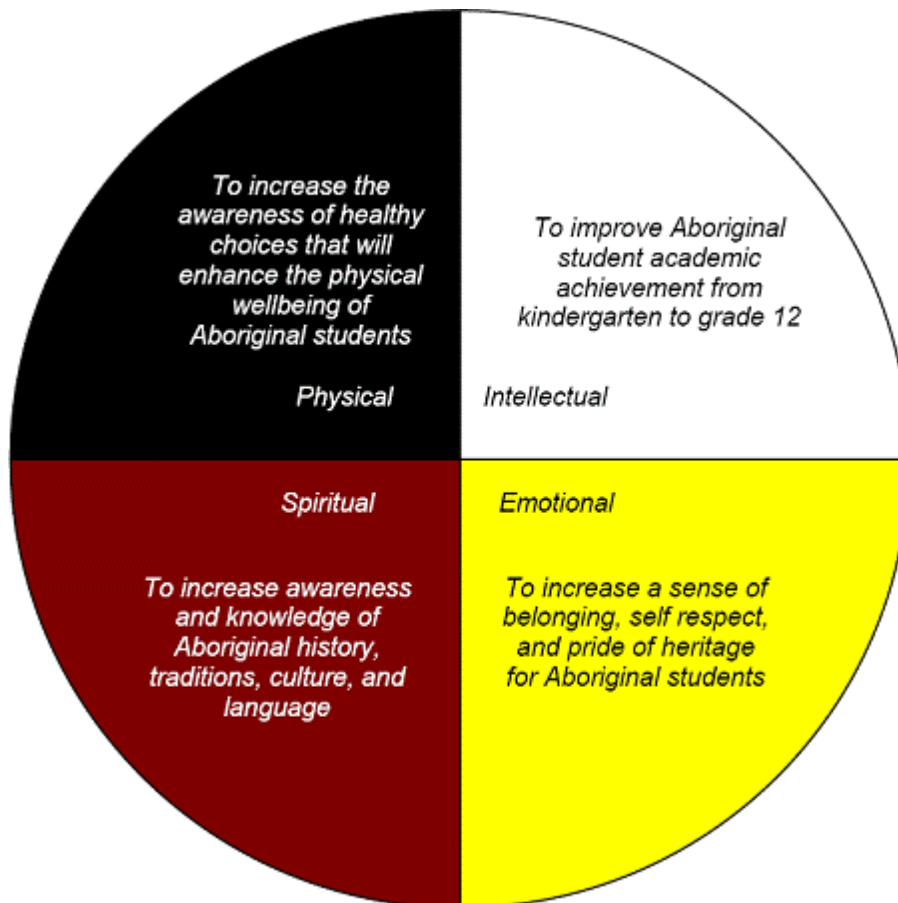 To increase the
awareness of healthy
choices that will
enhance the physical
wellbeing of
Aboriginal students
Physical
To improve Aboriginal
student academic
achievement from
kindergarten to grade 12
Intellectual
Spiritual
To increase awareness
and knowledge of
Aboriginal history,
traditions, culture, and
language
Emotional
To increase a sense of
belonging, self respect,
and pride of heritage
for Aboriginal students